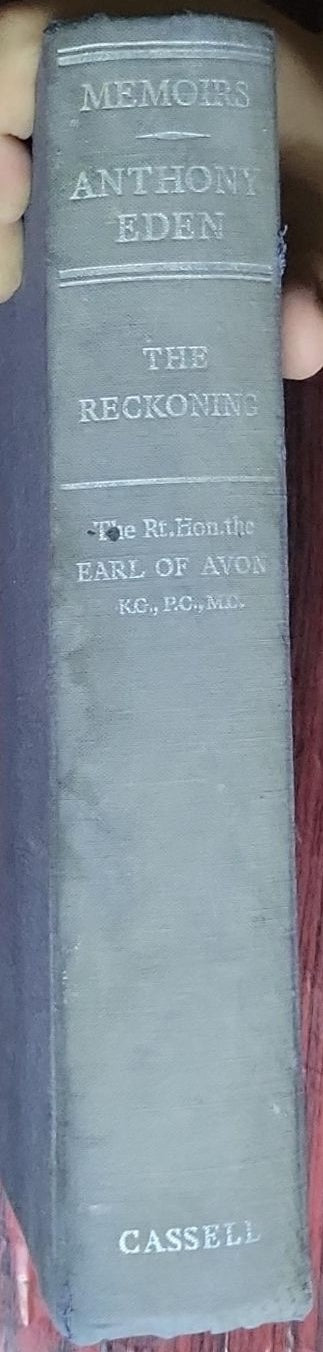 MEMOIRS
ANTHONY
EDEN
THE
RECKONING
The Rt.Hon.the
EARL OF AVON
K.G., P.C., M.C.
CASSELL